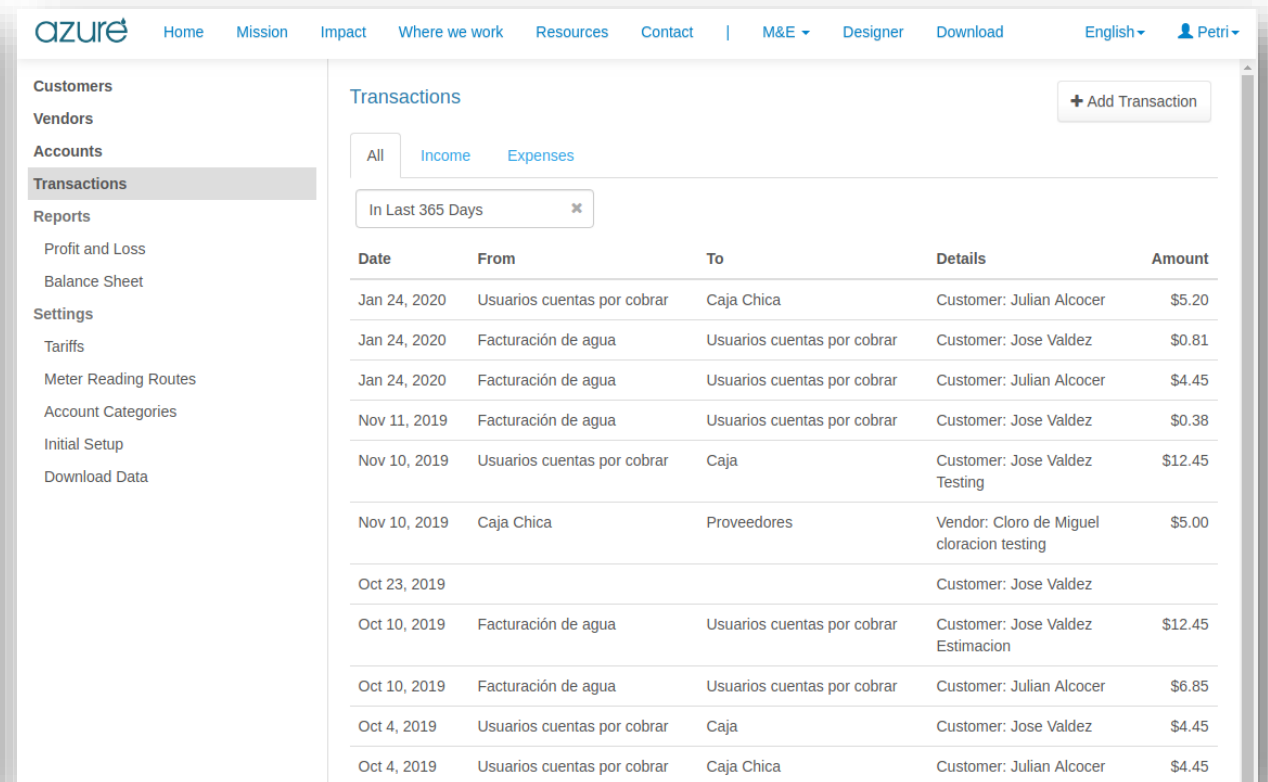 azure Home Mission Impact Where we work Resources Contact | M&E Designer Download English Petri
Customers
Vendors
Accounts
Transactions
Reports
Profit and Loss
Balance Sheet
Settings
Tariffs
Meter Reading Routes
Account Categories
Initial Setup
Download Data
Transactions
+ Add Transaction
All Income Expenses
In Last 365 Days ×
Date From To Details Amount
Jan 24, 2020 Usuarios cuentas por cobrar Caja Chica Customer: Julian Alcocer $5.20
Jan 24, 2020 Facturación de agua Usuarios cuentas por cobrar Customer: Jose Valdez $0.81
Jan 24, 2020 Facturación de agua Usuarios cuentas por cobrar Customer: Julian Alcocer $4.45
Nov 11, 2019 Facturación de agua Usuarios cuentas por cobrar Customer: Jose Valdez $0.38
Nov 10, 2019 Usuarios cuentas por cobrar Caja Customer: Jose Valdez $12.45
Testing
Nov 10, 2019 Caja Chica Proveedores Vendor: Cloro de Miguel $5.00
cloracion testing
Oct 23, 2019 Customer: Jose Valdez
Oct 10, 2019 Facturación de agua Usuarios cuentas por cobrar Customer: Jose Valdez $12.45
Estimacion
Oct 10, 2019 Facturación de agua Usuarios cuentas por cobrar Customer: Julian Alcocer $6.85
Oct 4, 2019 Usuarios cuentas por cobrar Caja Customer: Jose Valdez $4.45
Oct 4, 2019 Usuarios cuentas por cobrar Caja Chica Customer: Julian Alcocer $4.45